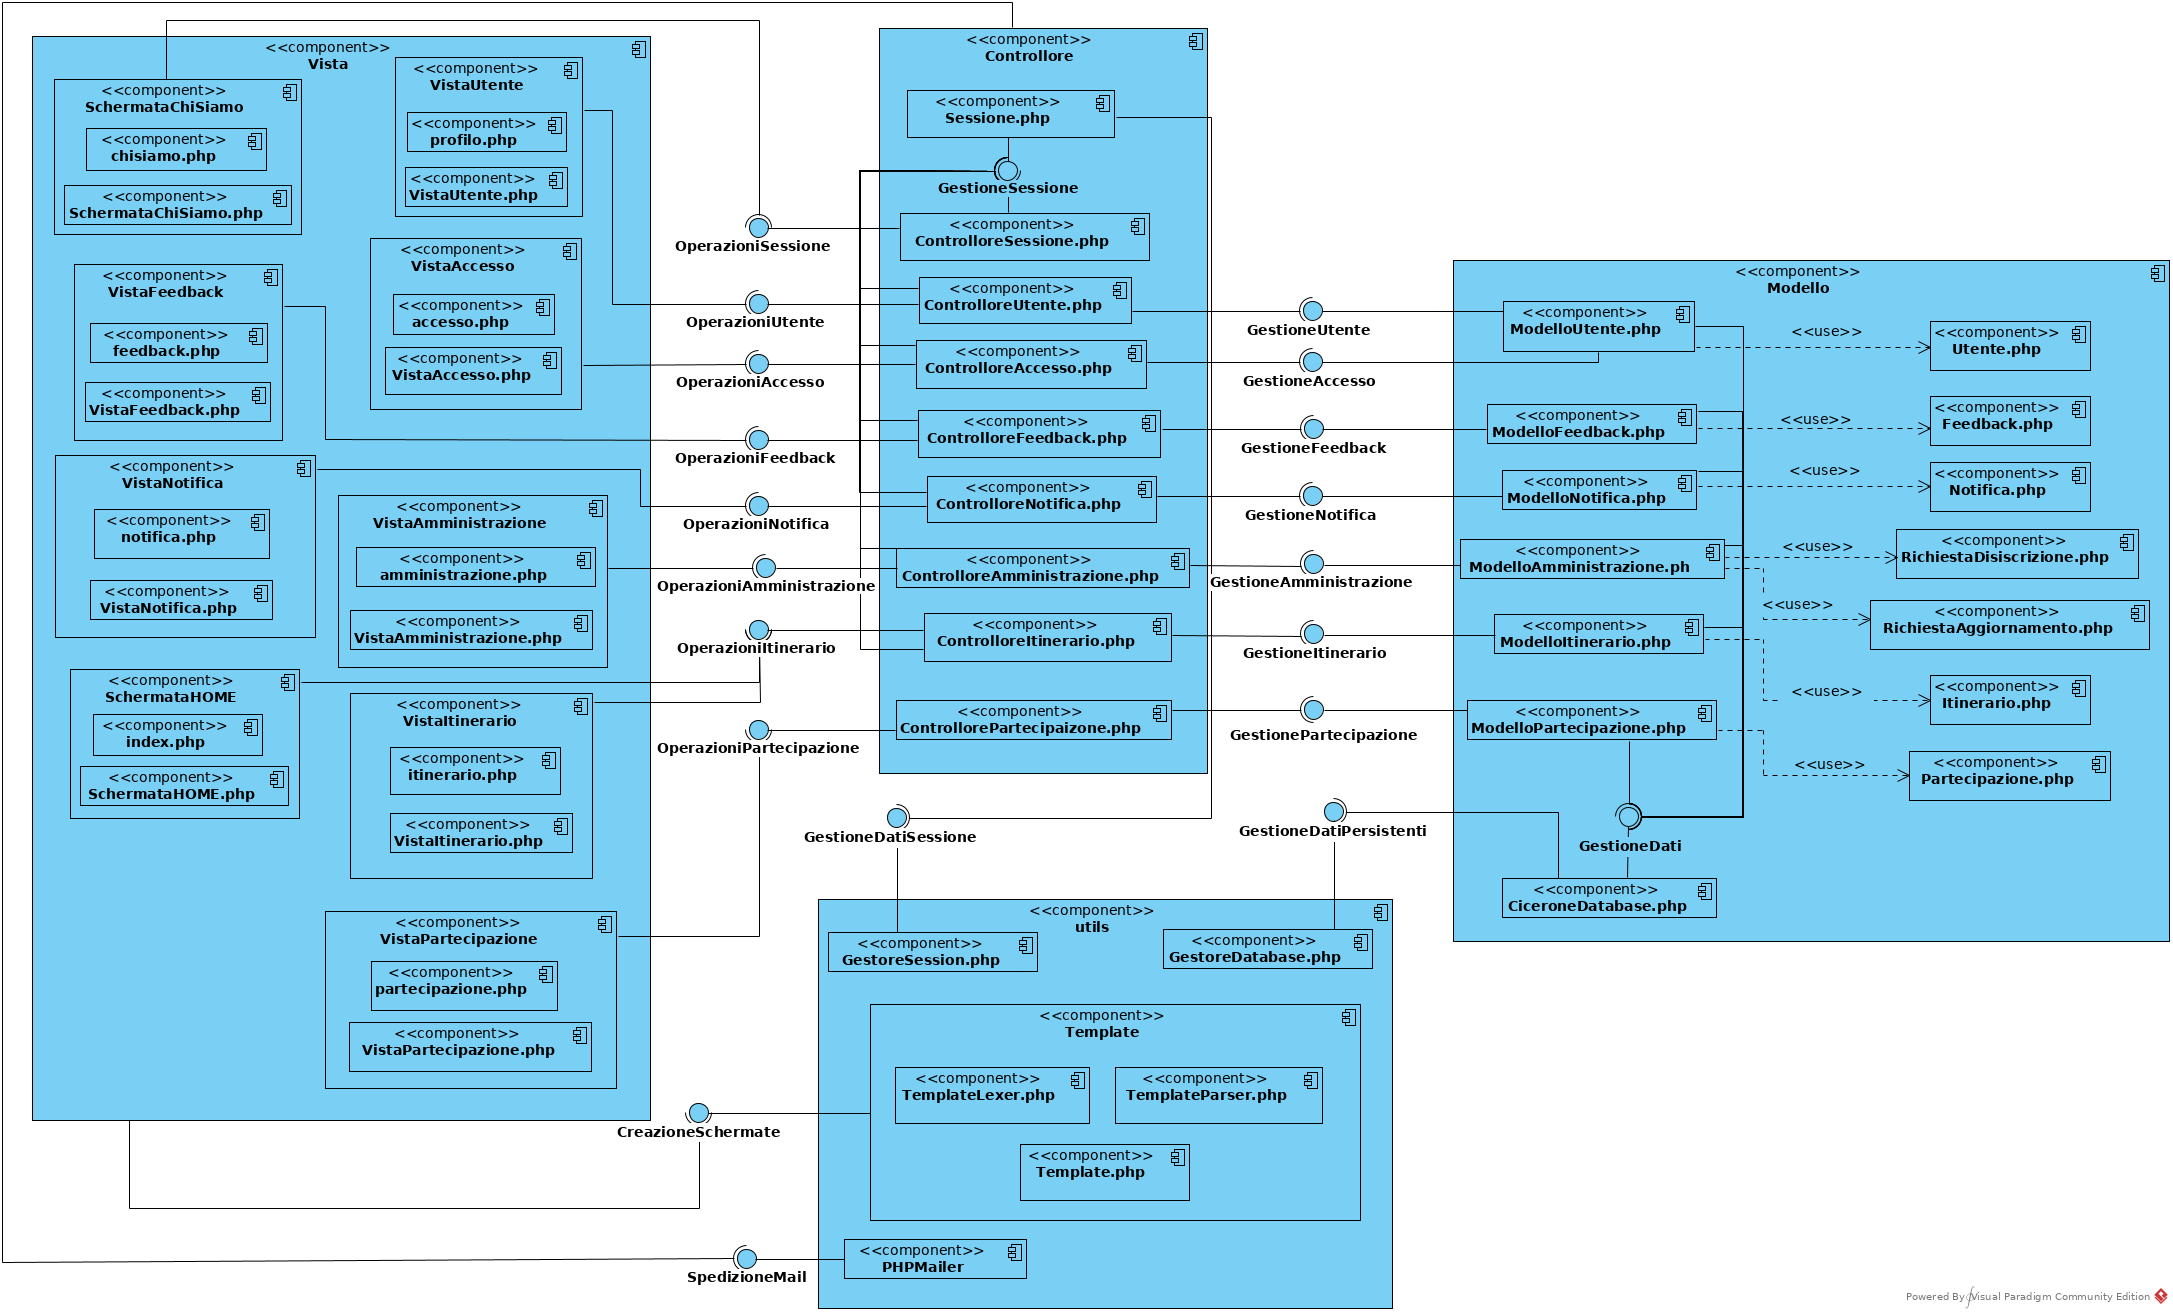 <<component>>
Vista
<<component>>
SchermataChiSiamo
<<component>>
chisiamo.php
<<component>>
SchermataChiSiamo.php
<<component>>
VistaUtente
<<component>>
profilo.php
<<component>>
VistaUtente.php
<<component>>
VistaAccesso
<<component>>
accesso.php
<<component>>
VistaAccesso.php
<<component>>
VistaFeedback
<<component>>
feedback.php
<<component>>
VistaFeedback.php
<<component>>
VistaNotifica
<<component>>
notifica.php
<<component>>
VistaNotifica.php
<<component>>
VistaAmministrazione
<<component>>
amministrazione.php
<<component>>
VistaAmministrazione.php
<<component>>
SchermataHOME
<<component>>
index.php
<<component>>
SchermataHOME.php
<<component>>
VistaItinerario
<<component>>
itinerario.php
<<component>>
VistaItinerario.php
<<component>>
VistaPartecipazione
<<component>>
partecipazione.php
<<component>>
VistaPartecipazione.php
OperazioniSessione
OperazioniUtente
OperazioniAccesso
OperazioniFeedback
OperazioniNotifica
OperazioniAmministrazione
OperazioniItinerario
OperazioniPartecipazione
<<component>>
Controllore
<<component>>
Sessione.php
GestioneSessione
<<component>>
ControlloreSessione.php
<<component>>
ControlloreUtente.php
<<component>>
ControlloreAccesso.php
<<component>>
ControlloreFeedback.php
<<component>>
ControlloreNotifica.php
<<component>>
ControlloreAmministrazione.php
<<component>>
ControlloreItinerario.php
<<component>>
ControllorePartecipaizone.php
GestioneUtente
GestioneAccesso
GestioneFeedback
GestioneNotifica
GestioneAmministrazione
GestioneItinerario
GestionePartecipazione
GestioneDatiSessione
GestioneDatiPersistenti
<<component>>
Modello
<<component>>
ModelloUtente.php
<<use>>
<<component>>
Utente.php
<<component>>
ModelloFeedback.php
<<use>>
<<component>>
Feedback.php
<<component>>
ModelloNotifica.php
<<use>>
<<component>>
Notifica.php
<<component>>
ModelloAmministrazione.ph
<<use>>
<<component>>
RichiestaDisiscrizione.php
<<use>>
<<component>>
RichiestaAggiornamento.php
<<component>>
ModelloItinerario.php
<<use>>
<<component>>
Itinerario.php
<<component>>
ModelloPartecipazione.php
<<use>>
<<component>>
Partecipazione.php
GestioneDati
<<component>>
CiceroneDatabase.php
<<component>>
utils
<<component>>
GestoreSession.php
<<component>>
GestoreDatabase.php
<<component>>
Template
<<component>>
TemplateLexer.php
<<component>>
TemplateParser.php
<<component>>
Template.php
CreazioneSchermate
<<component>>
PHPMailer
SpedizioneMail
Powered By Visual Paradigm Community Edition